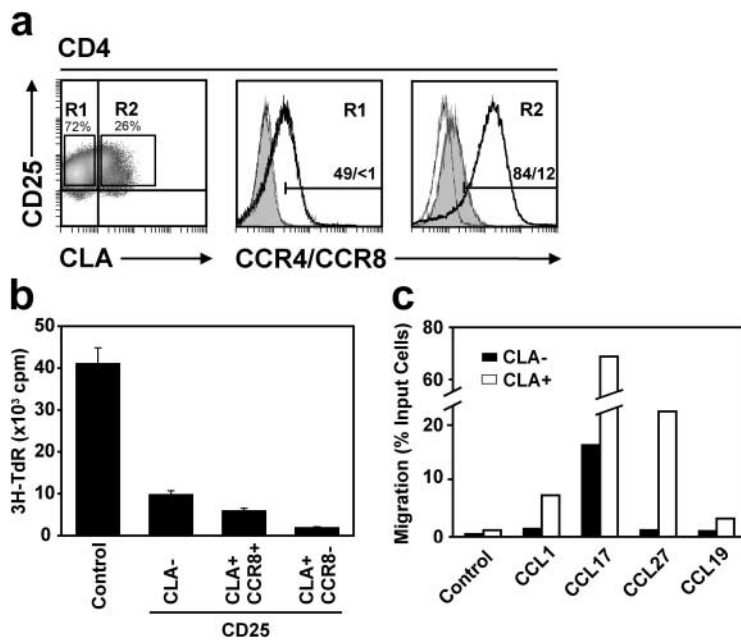 a
CD4
CD25
R1
72%
R2
26%
R1
49/<1
R2
84/12
CLA
CCR4/CCR8
b
3H-TdR (x10³ cpm)
50
40
30
20
10
0
Control
CLA-
CLA+
CCR8+
CLA+
CCR8-
CD25
c
Migration (% Input Cells)
80
60
20
10
0
CLA-
CLA+
Control
CCL1
CCL17
CCL27
CCL19